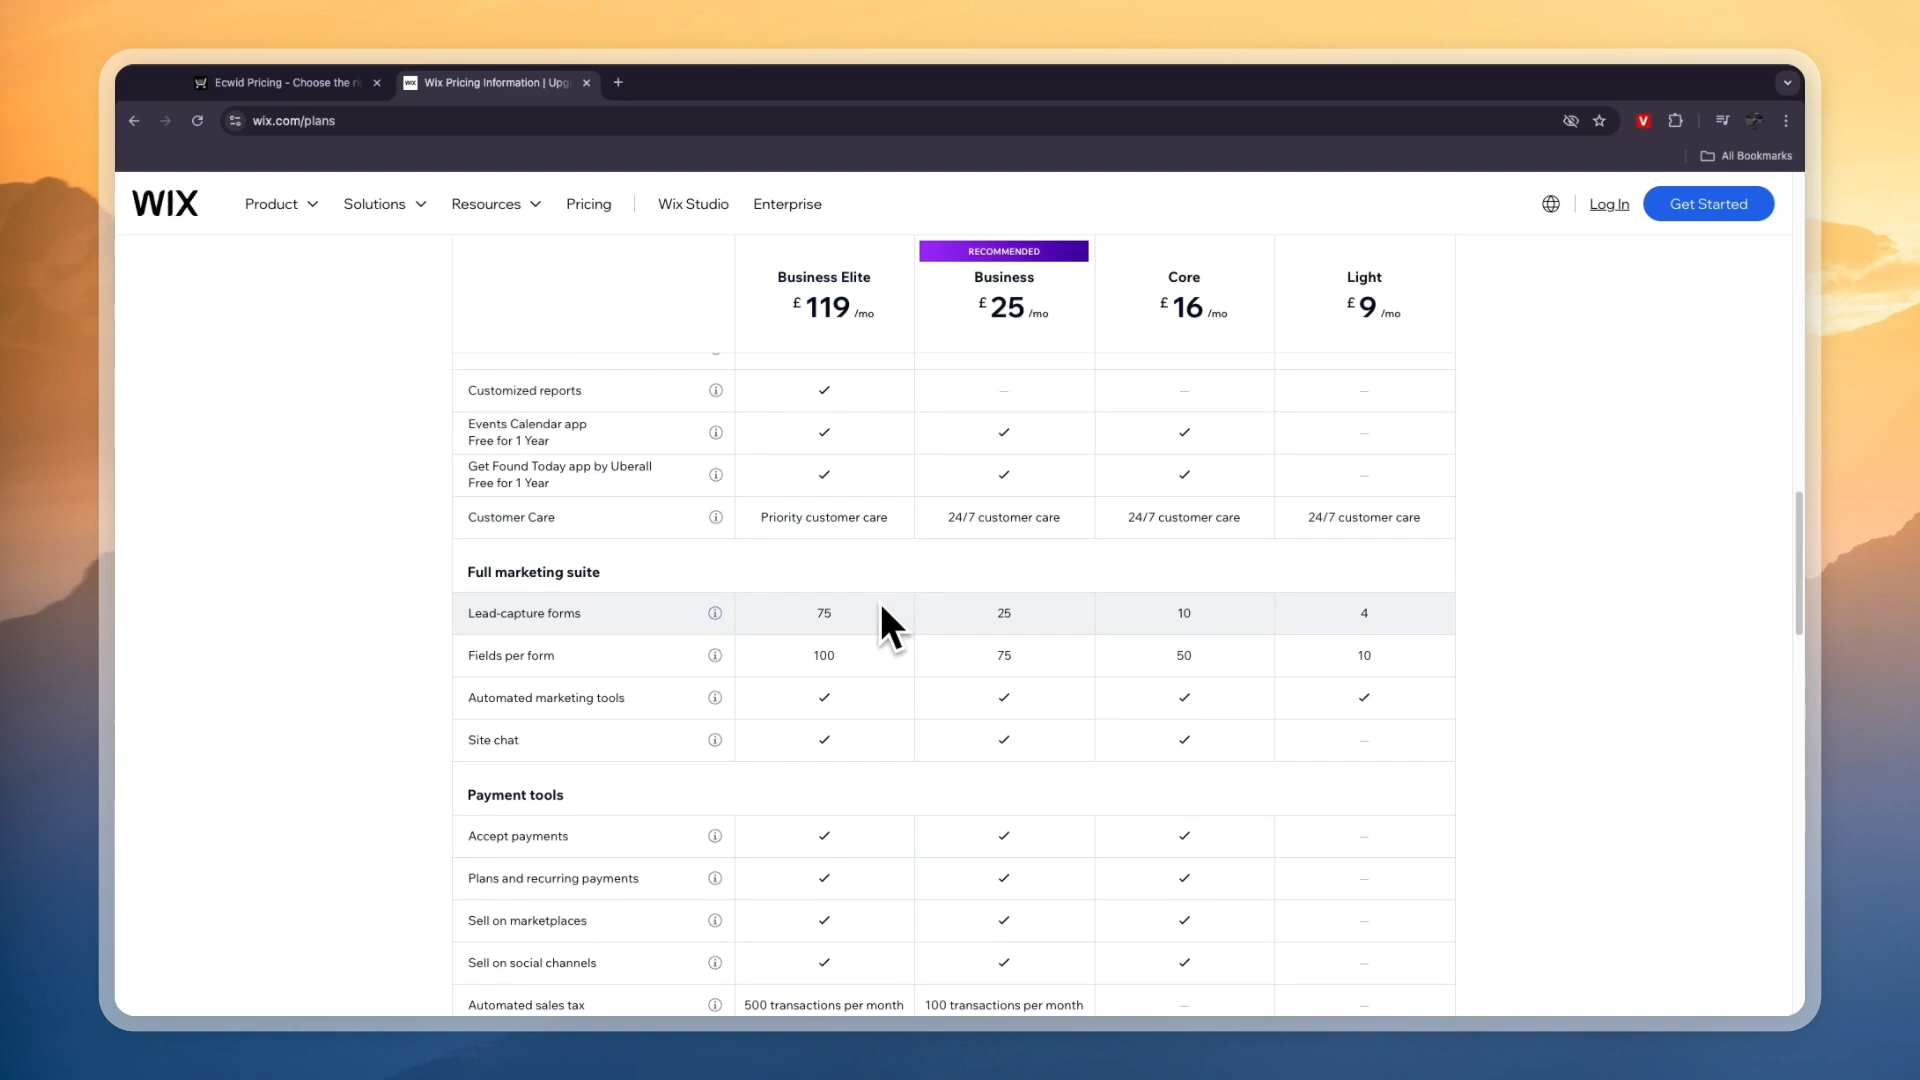 Ecwid Pricing - Choose the ri
WIX Wix Pricing Information | Upg
wix.com/plans
V
All Bookmarks
WIX
Product
Solutions
Resources
Pricing
Wix Studio
Enterprise
Log In
Get Started
RECOMMENDED
Business Elite
Business
Core
Light
£ 119 /mo
£ 25 /mo
£ 16 /mo
£ 9 /mo
Customized reports ✓ – – –
Events Calendar app
Free for 1 Year ✓ ✓ ✓ –
Get Found Today app by Uberall
Free for 1 Year ✓ ✓ ✓ –
Customer Care Priority customer care 24/7 customer care 24/7 customer care 24/7 customer care
Full marketing suite
Lead-capture forms 75 25 10 4
Fields per form 100 75 50 10
Automated marketing tools ✓ ✓ ✓ ✓
Site chat ✓ ✓ ✓ –
Payment tools
Accept payments ✓ ✓ ✓ –
Plans and recurring payments ✓ ✓ ✓ –
Sell on marketplaces ✓ ✓ ✓ –
Sell on social channels ✓ ✓ ✓ –
Automated sales tax 500 transactions per month 100 transactions per month – –